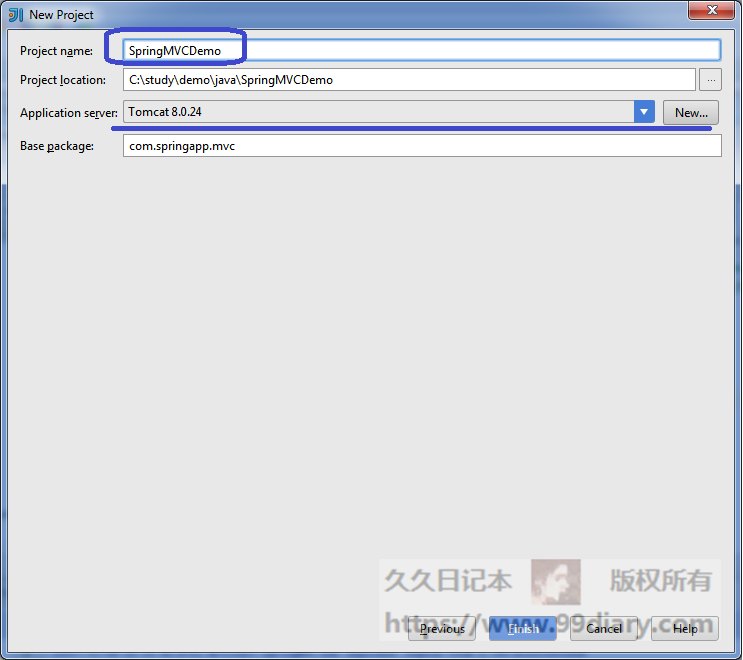 New Project
Project name: SpringMVCDemo
Project location: C:\study\demo\java\SpringMVCDemo ...
Application server: Tomcat 8.0.24 New...
Base package: com.springapp.mvc
久久日记本 版权所有
https://www.99diary.com
Previous Finish Cancel Help